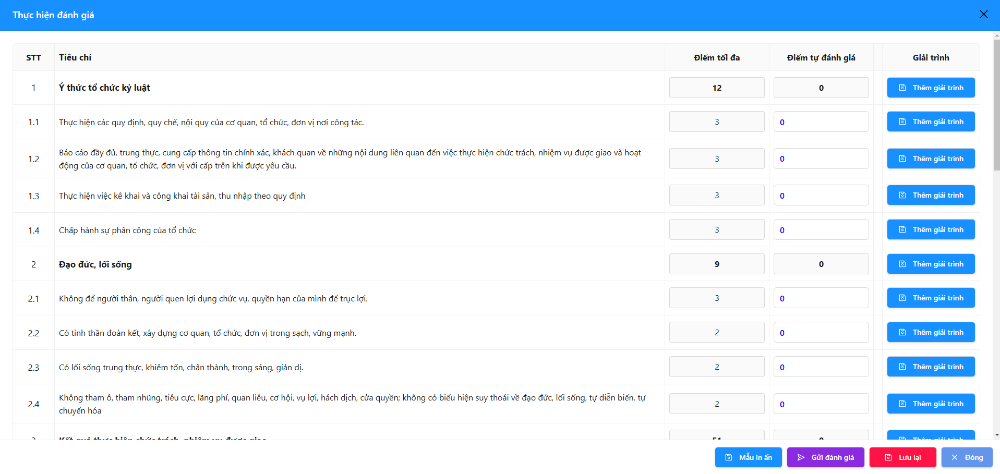 Thực hiện đánh giá
STT Tiêu chí Điểm tối đa Điểm tự đánh giá Giải trình
1 Ý thức tổ chức kỷ luật 12 0 Thêm giải trình
1.1 Thực hiện các quy định, quy chế, nội quy của cơ quan, tổ chức, đơn vị nơi công tác. 3 0 Thêm giải trình
1.2 Báo cáo đầy đủ, trung thực, cung cấp thông tin chính xác, khách quan về những nội dung liên quan đến việc thực hiện chức trách, nhiệm vụ được giao và hoạt
động của cơ quan, tổ chức, đơn vị với cấp trên khi được yêu cầu. 3 0 Thêm giải trình
1.3 Thực hiện việc kê khai và công khai tài sản, thu nhập theo quy định 3 0 Thêm giải trình
1.4 Chấp hành sự phân công của tổ chức 3 0 Thêm giải trình
2 Đạo đức, lối sống 9 0 Thêm giải trình
2.1 Không để người thân, người quen lợi dụng chức vụ, quyền hạn của mình để trục lợi. 3 0 Thêm giải trình
2.2 Có tinh thần đoàn kết, xây dựng cơ quan, tổ chức, đơn vị trong sạch, vững mạnh. 2 0 Thêm giải trình
2.3 Có lối sống trung thực, khiêm tốn, chân thành, trong sáng, giản dị. 2 0 Thêm giải trình
2.4 Không tham ô, tham nhũng, tiêu cực, lãng phí, quan liêu, cơ hội, vụ lợi, hách dịch, cửa quyền; không có biểu hiện suy thoái về đạo đức, lối sống, tự diễn biến, tự
chuyển hóa 2 0 Thêm giải trình
3 Kết quả thực hiện chức trách, nhiệm vụ được giao 51 0 Thêm giải trình
Mẫu in ấn Gửi đánh giá Lưu lại Đóng